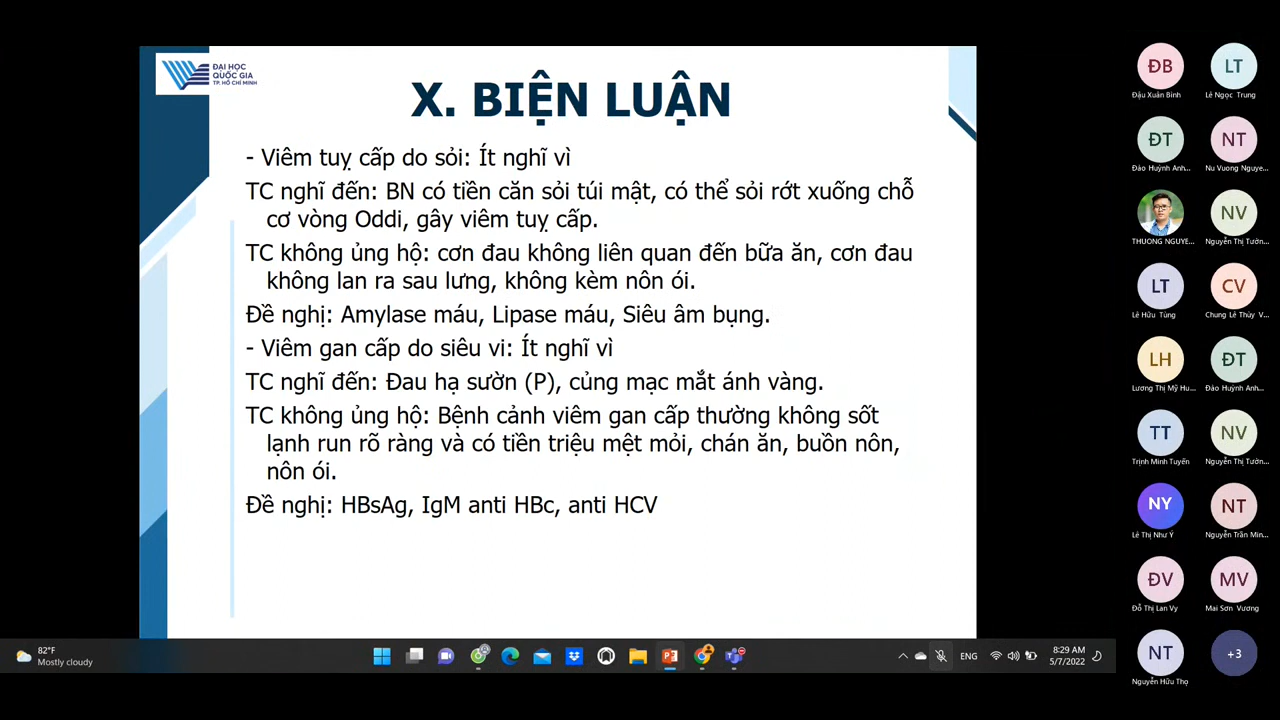 ĐẠI HỌC
QUỐC GIA
TP. HỒ CHÍ MINH
X. BIỆN LUẬN
- Viêm tuỵ cấp do sỏi: Ít nghĩ vì
TC nghĩ đến: BN có tiền căn sỏi túi mật, có thể sỏi rớt xuống chỗ
cơ vòng Oddi, gây viêm tuỵ cấp.
TC không ủng hộ: cơn đau không liên quan đến bữa ăn, cơn đau
không lan ra sau lưng, không kèm nôn ói.
Đề nghị: Amylase máu, Lipase máu, Siêu âm bụng.
- Viêm gan cấp do siêu vi: Ít nghĩ vì
TC nghĩ đến: Đau hạ sườn (P), củng mạc mắt ánh vàng.
TC không ủng hộ: Bệnh cảnh viêm gan cấp thường không sốt
lạnh run rõ ràng và có tiền triệu mệt mỏi, chán ăn, buồn nôn,
nôn ói.
Đề nghị: HBsAg, IgM anti HBc, anti HCV
ĐB LT
Đậu Xuân Bình Lê Ngọc Trung
ĐT NT
Đào Huỳnh Anh... Nu Vuong Nguye...
NV
THUONG NGUYE... Nguyễn Thị Tườn...
LT CV
Lê Hữu Tùng Chung Lê Thùy V...
LH ĐT
Lương Thị Mỹ Hu... Đào Huỳnh Anh...
TT NV
Trịnh Minh Tuyến Nguyễn Thị Tườn...
NY NT
Lê Thị Như Ý Nguyễn Trần Min...
ĐV MV
Đỗ Thị Lan Vy Mai Sơn Vương
NT +3
Nguyễn Hữu Thọ
82°F
Mostly cloudy
ENG
8:29 AM
5/7/2022